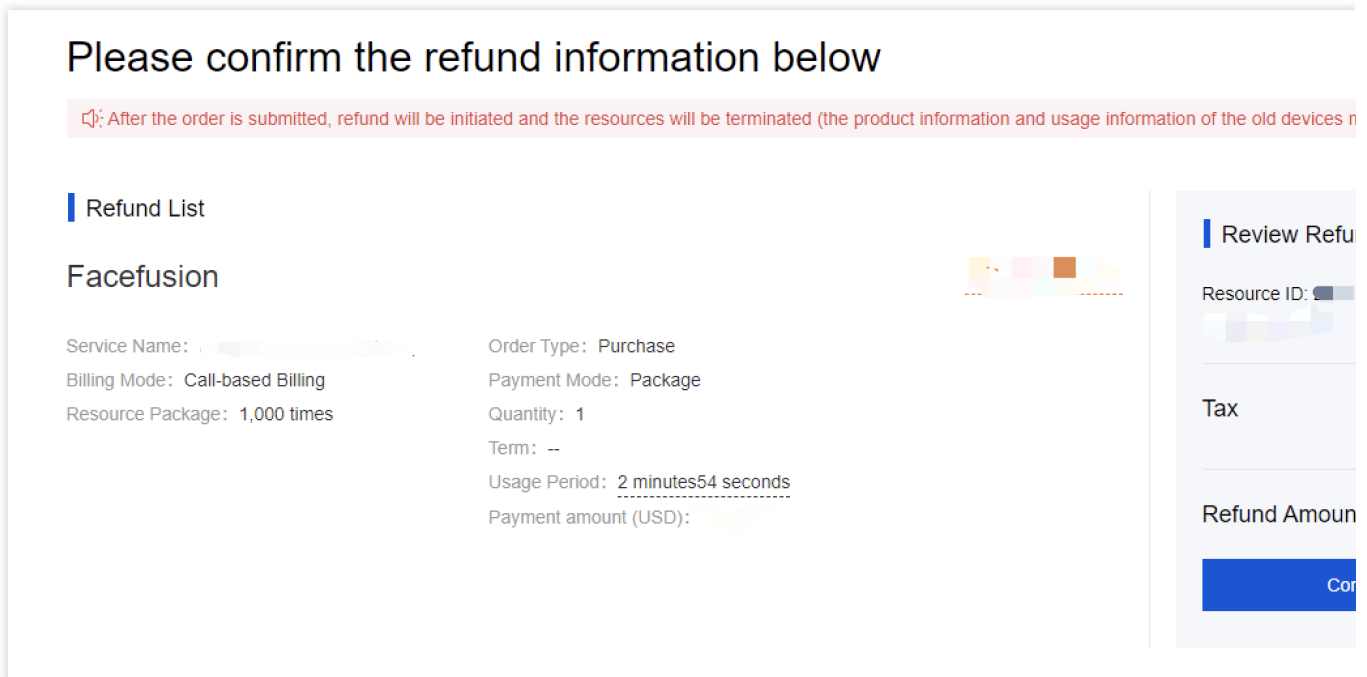 Please confirm the refund information below
After the order is submitted, refund will be initiated and the resources will be terminated (the product information and usage information of the old devices
Refund List
Facefusion
Service Name:
Billing Mode: Call-based Billing
Resource Package: 1,000 times
Order Type: Purchase
Payment Mode: Package
Quantity: 1
Term: --
Usage Period: 2 minutes54 seconds
Payment amount (USD):
Review Refu
Resource ID:
Tax
Refund Amoun
Con